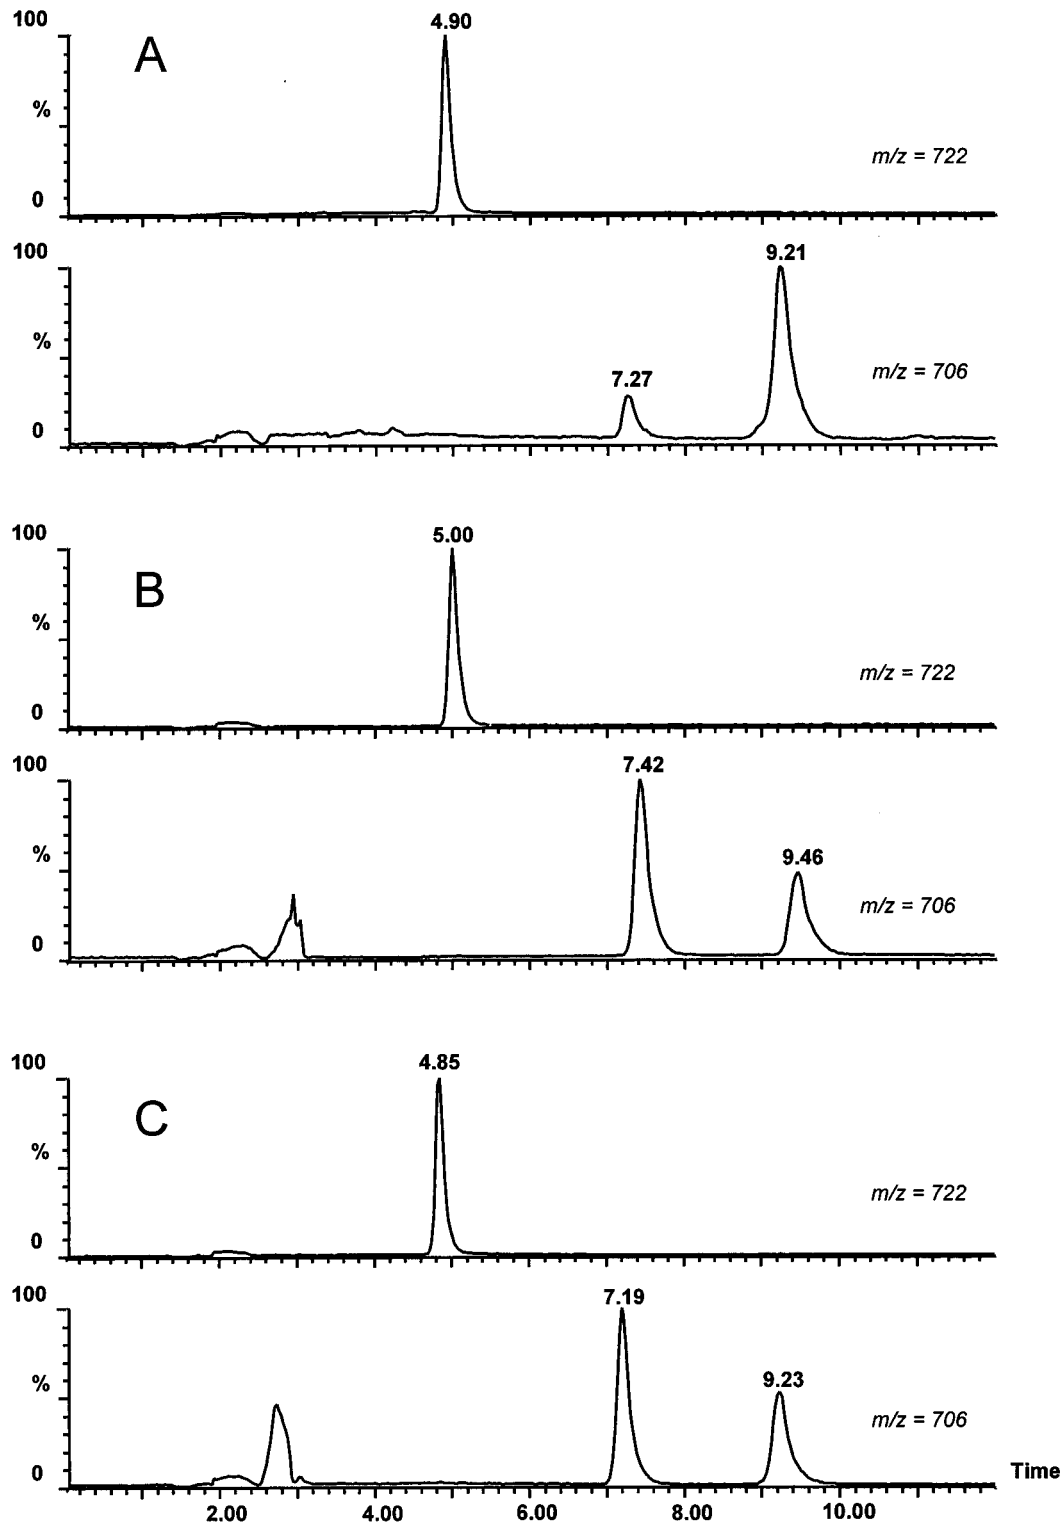 100
4.90
A
%
m/z = 722
0
100
9.21
%
7.27
m/z = 706
0
100
5.00
B
%
m/z = 722
0
100
7.42
%
9.46
m/z = 706
0
100
4.85
C
%
m/z = 722
0
100
7.19
%
9.23
m/z = 706
0
Time
2.00 4.00 6.00 8.00 10.00